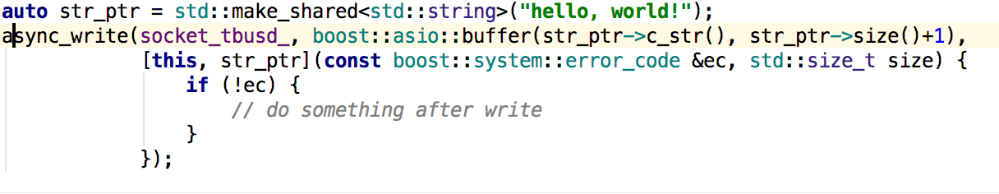 auto str_ptr = std::make_shared<std::string>("hello, world!");
async_write(socket_tbusd_, boost::asio::buffer(str_ptr->c_str(), str_ptr->size()+1),
            [this, str_ptr](const boost::system::error_code &ec, std::size_t size) {
                if (!ec) {
                    // do something after write
                }
            });